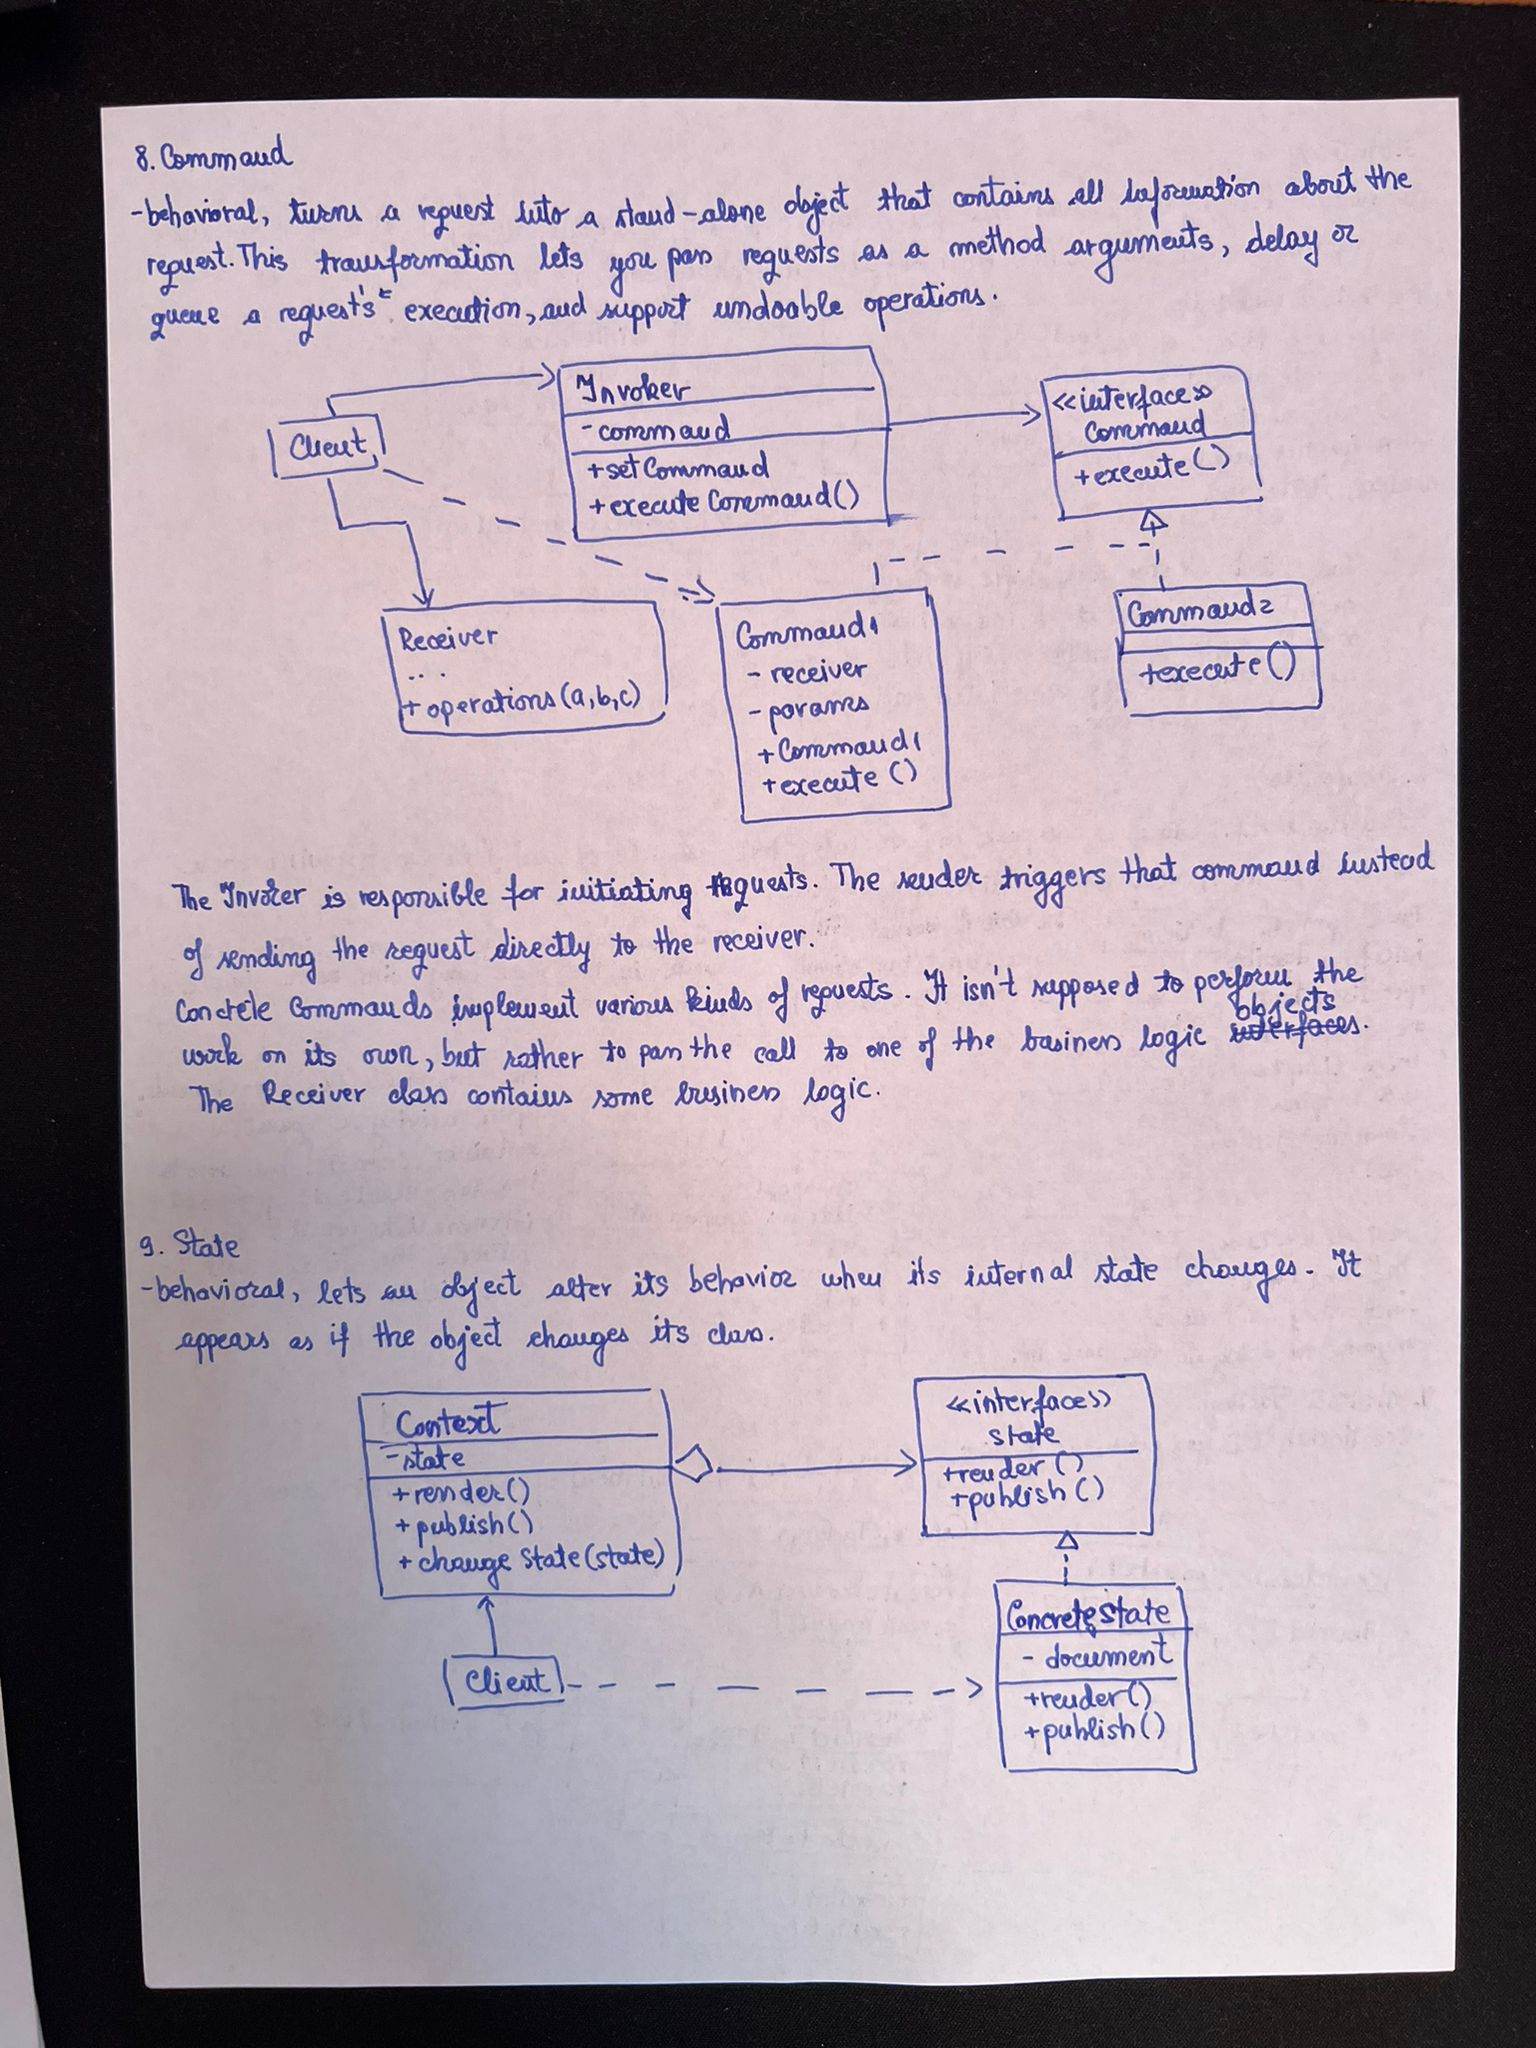 8. Command
-behavioral, turns a request into a stand-alone object that contains all information about the
request. This transformation lets you pass requests as a method arguments, delay or
queue a request's execution, and support undoable operations.
Client
Invoker
-command
+setCommand
+executeCommand()
<<interface>>
Command
+execute()
Receiver
...
+ operations(a,b,c)
Command1
- receiver
- params
+Command1
+execute()
Command2
+execute()
The Invoker is responsible for initiating requests. The sender triggers that command instead
of sending the request directly to the receiver.
Concrete Commands implement various kinds of requests. It isn't supposed to perform the
work on its own, but rather to pass the call to one of the business logic objects interfaces.
The Receiver class contains some business logic.
9. State
-behavioral, lets an object alter its behavior when its internal state changes. It
appears as if the object changes its class.
Context
-state
+render()
+publish()
+change State(state)
<<interface>>
state
+render()
+publish()
Client
ConcreteState
- document
+render()
+publish()